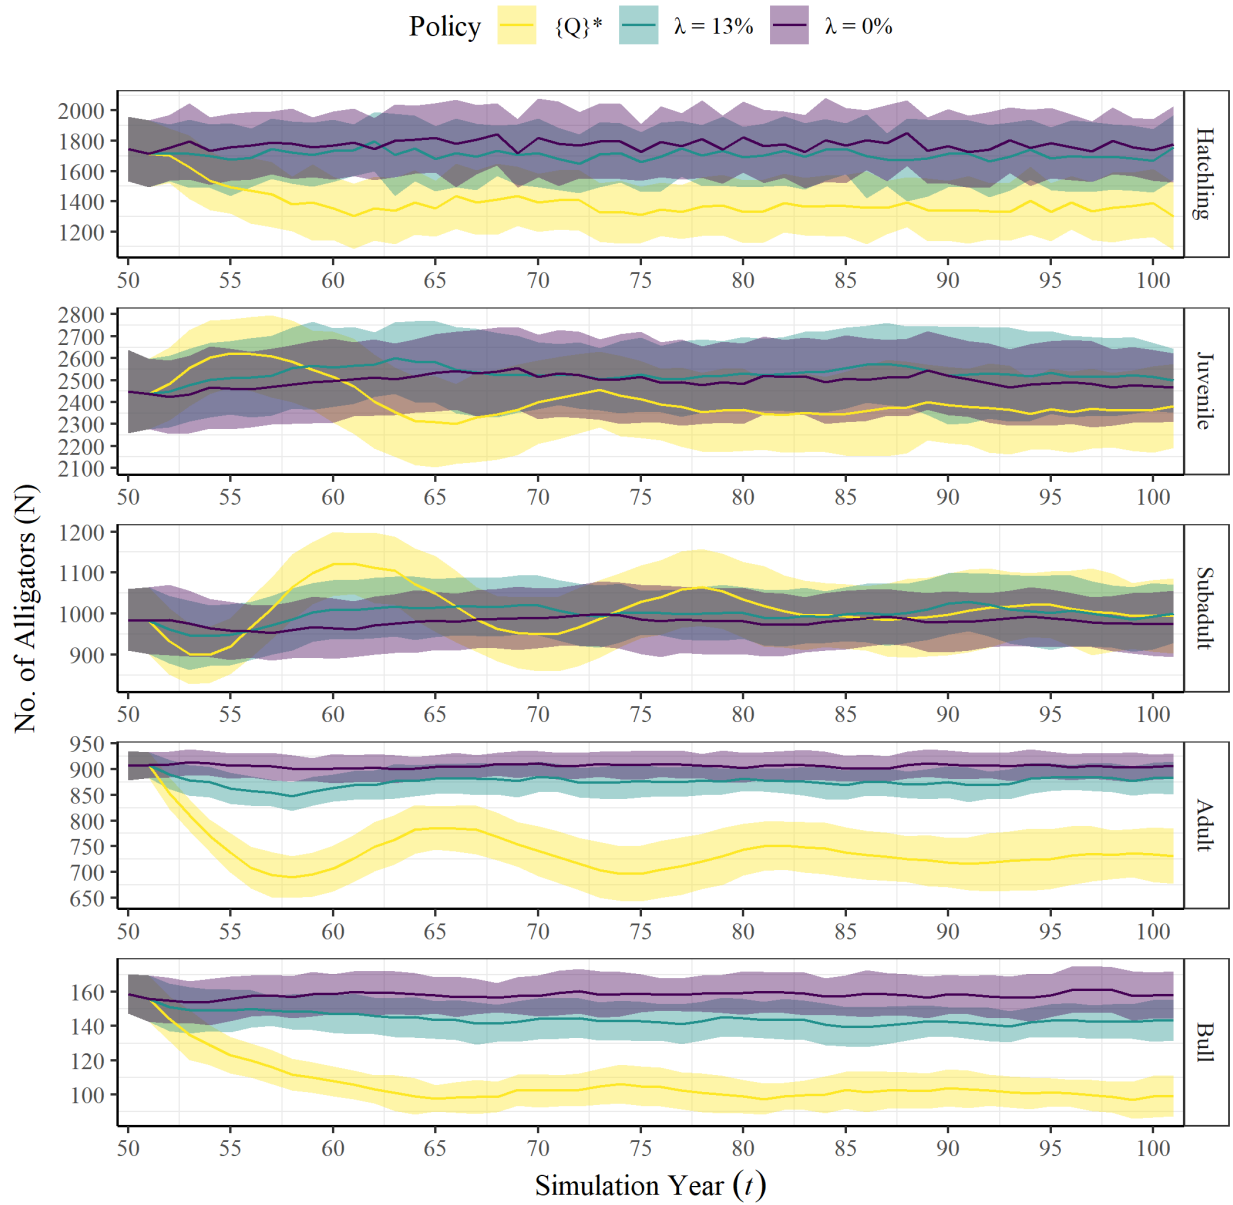 Policy {Q}* λ = 13% λ = 0%
No. of Alligators (N)
2000
1800
1600
1400
1200
Hatchling
50 55 60 65 70 75 80 85 90 95 100
2800
2700
2600
2500
2400
2300
2200
2100
Juvenile
50 55 60 65 70 75 80 85 90 95 100
1200
1100
1000
900
Subadult
50 55 60 65 70 75 80 85 90 95 100
950
900
850
800
750
700
650
Adult
50 55 60 65 70 75 80 85 90 95 100
160
140
120
100
Bull
50 55 60 65 70 75 80 85 90 95 100
Simulation Year (t)